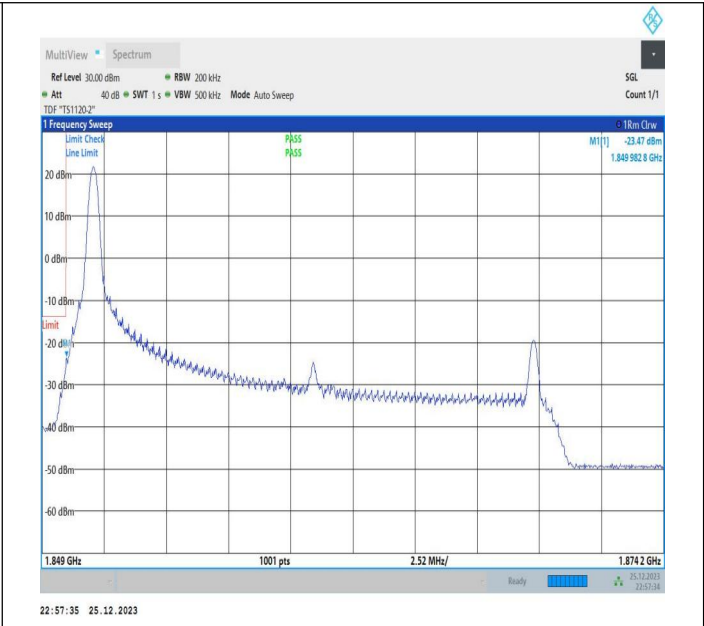 MultiView Spectrum
Ref Level 30.00 dBm RBW 200 kHz SGL
Att 40 dB SWT 1 s VBW 500 kHz Mode Auto Sweep Count 1/1
TDF "TS1120-2"
1 Frequency Sweep 1Rm Clrw
Limit Check PASS M1[1] -23.47 dBm
Line Limit PASS 1.849 982 8 GHz
20 dBm
10 dBm
0 dBm
-10 dBm
Limit
-20 dBm
-30 dBm
-40 dBm
-50 dBm
-60 dBm
1.849 GHz 1001 pts 2.52 MHz/ 1.874 2 GHz
Ready 25.12.2023
22:57:34
22:57:35 25.12.2023